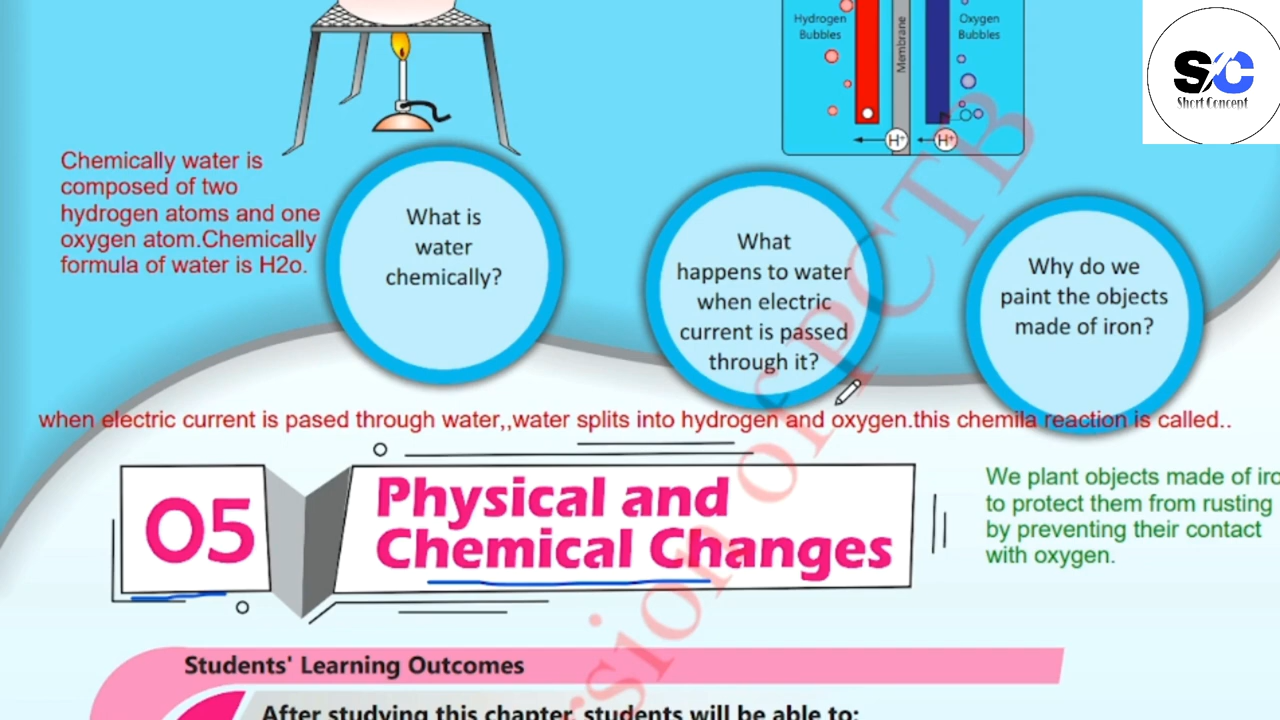 Hydrogen
Bubbles
Membrane
Oxygen
Bubbles
H⁺
H⁺
SC
Short Concept
Chemically water is
composed of two
hydrogen atoms and one
oxygen atom.Chemically
formula of water is H2o.
What is
water
chemically?
What
happens to water
when electric
current is passed
through it?
Why do we
paint the objects
made of iron?
when electric current is pased through water,,water splits into hydrogen and oxygen.this chemila reaction is called..
05
Physical and
Chemical Changes
We plant objects made of iro
to protect them from rusting
by preventing their contact
with oxygen.
sion of PCTB
Students' Learning Outcomes
After studying this chapter, students will be able to: